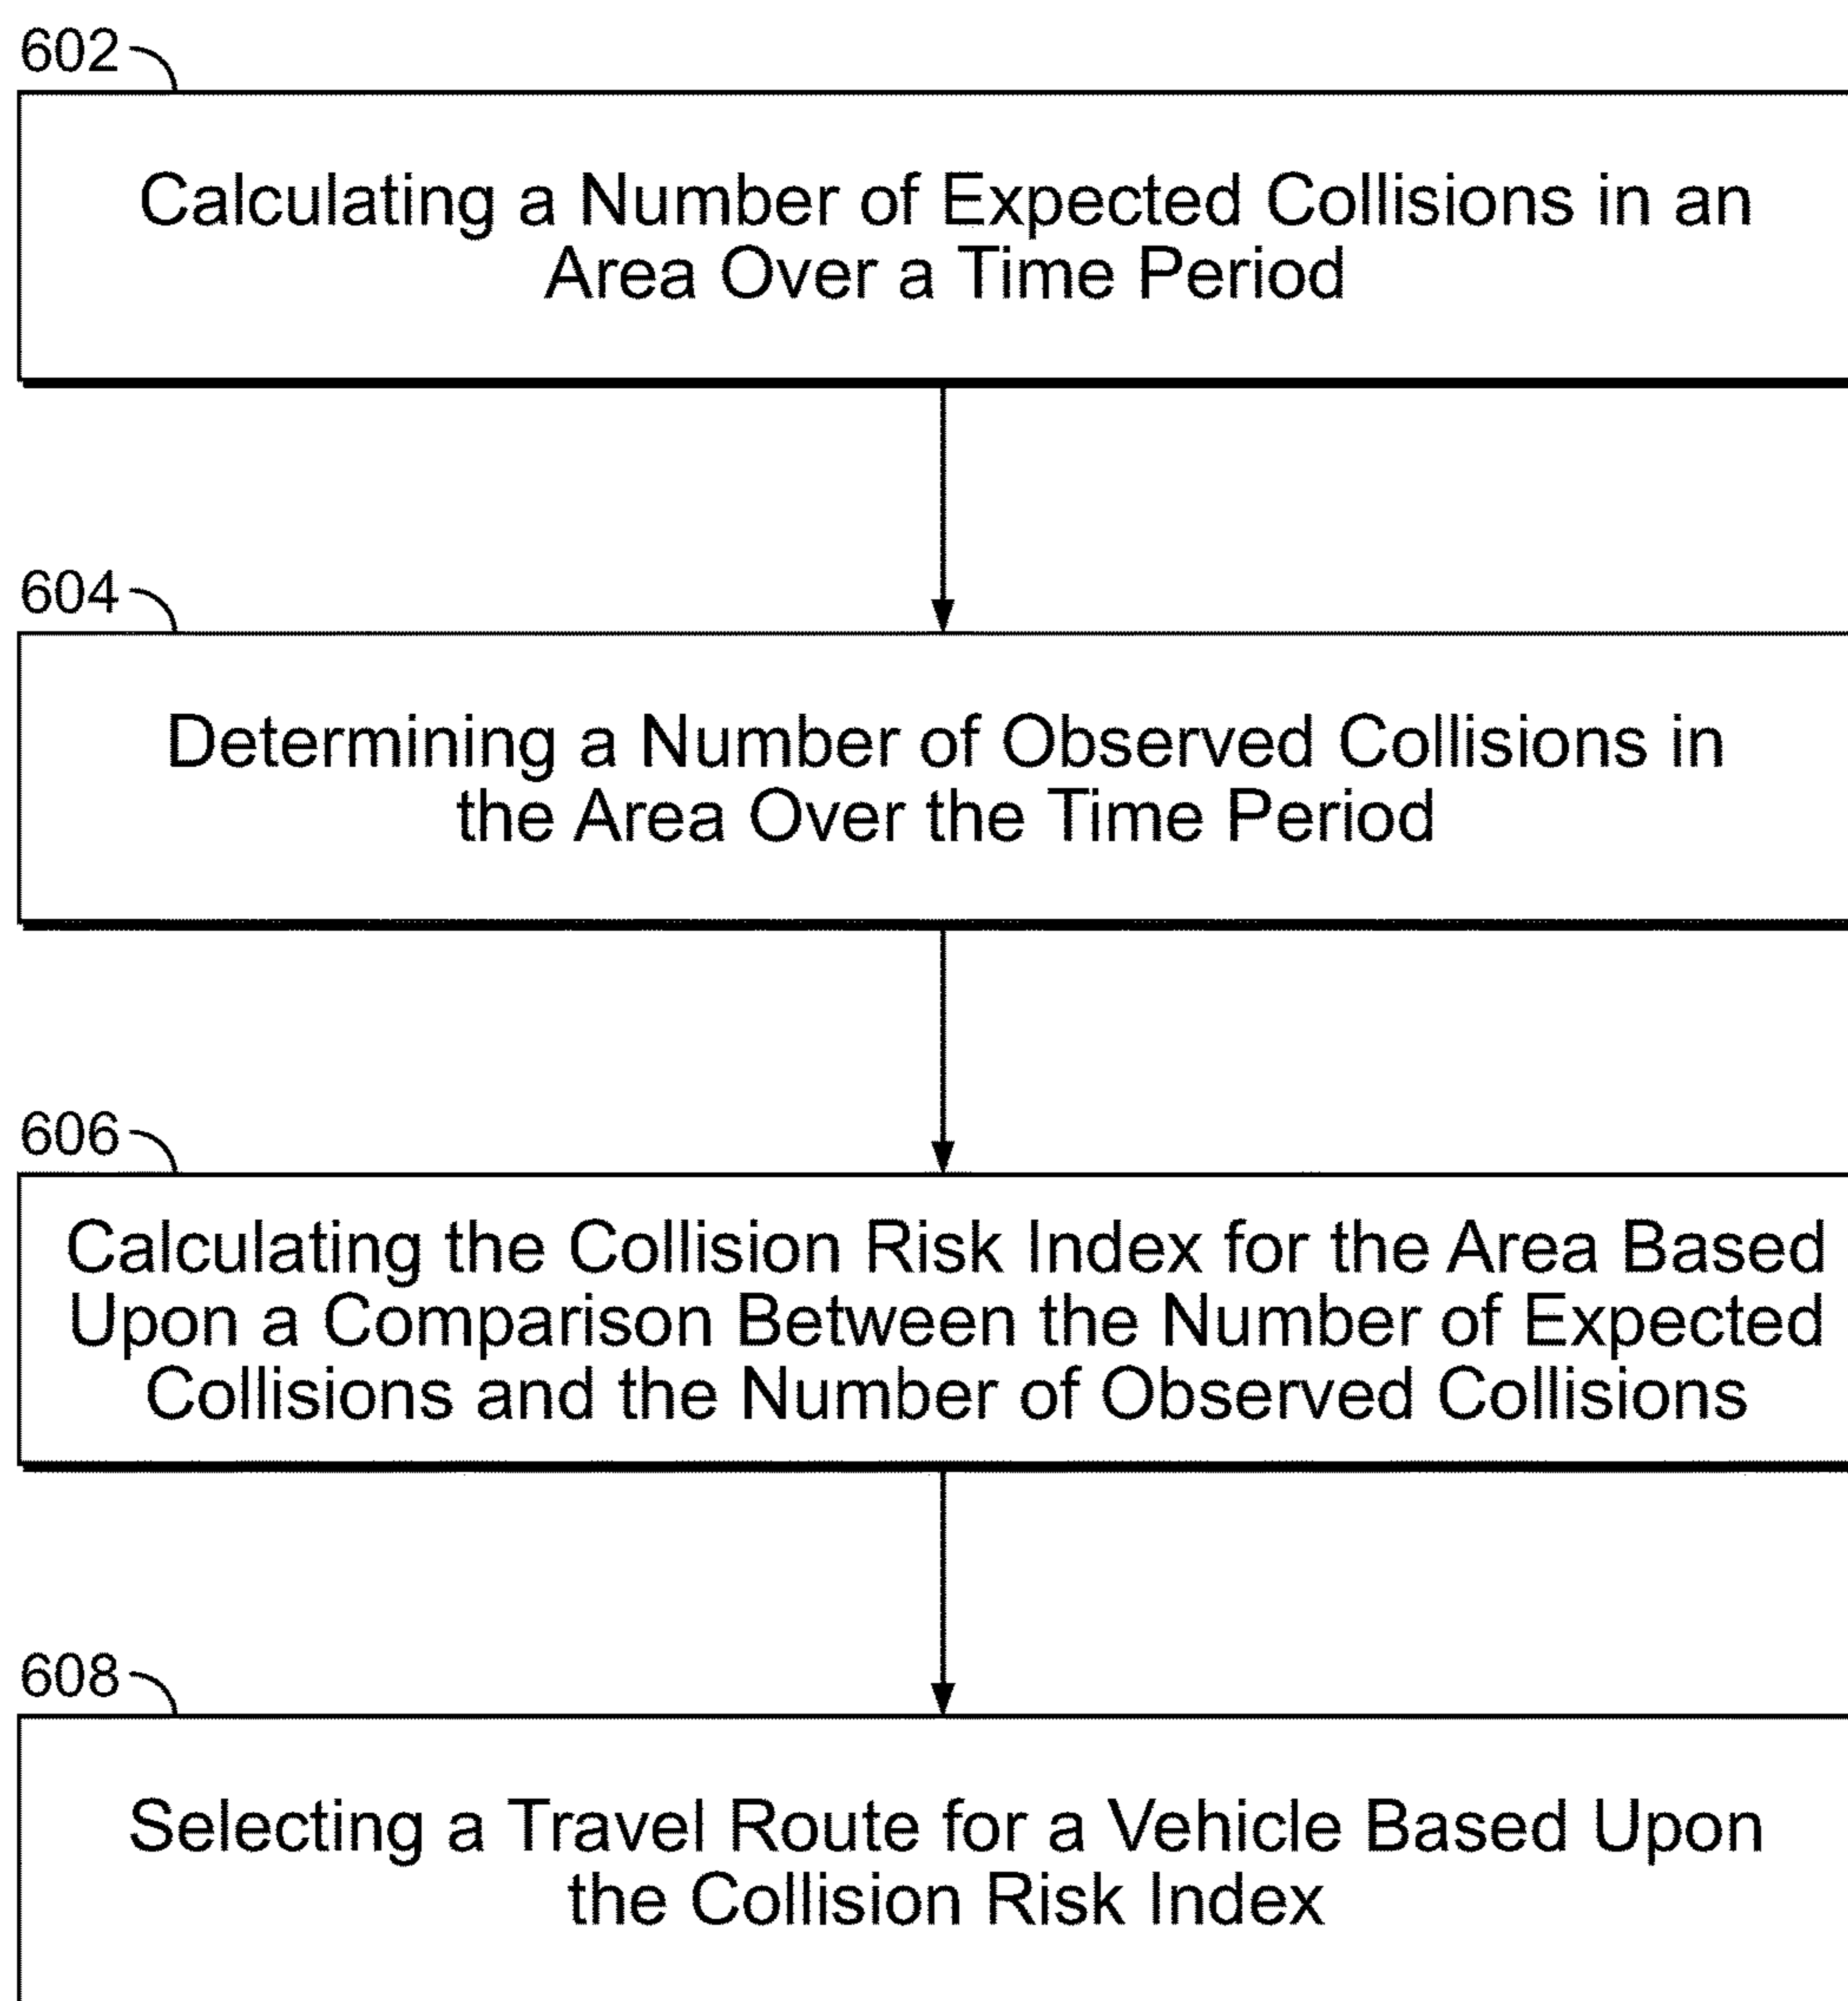 602
Calculating a Number of Expected Collisions in an
Area Over a Time Period
604
Determining a Number of Observed Collisions in
the Area Over the Time Period
606
Calculating the Collision Risk Index for the Area Based
Upon a Comparison Between the Number of Expected
Collisions and the Number of Observed Collisions
608
Selecting a Travel Route for a Vehicle Based Upon
the Collision Risk Index